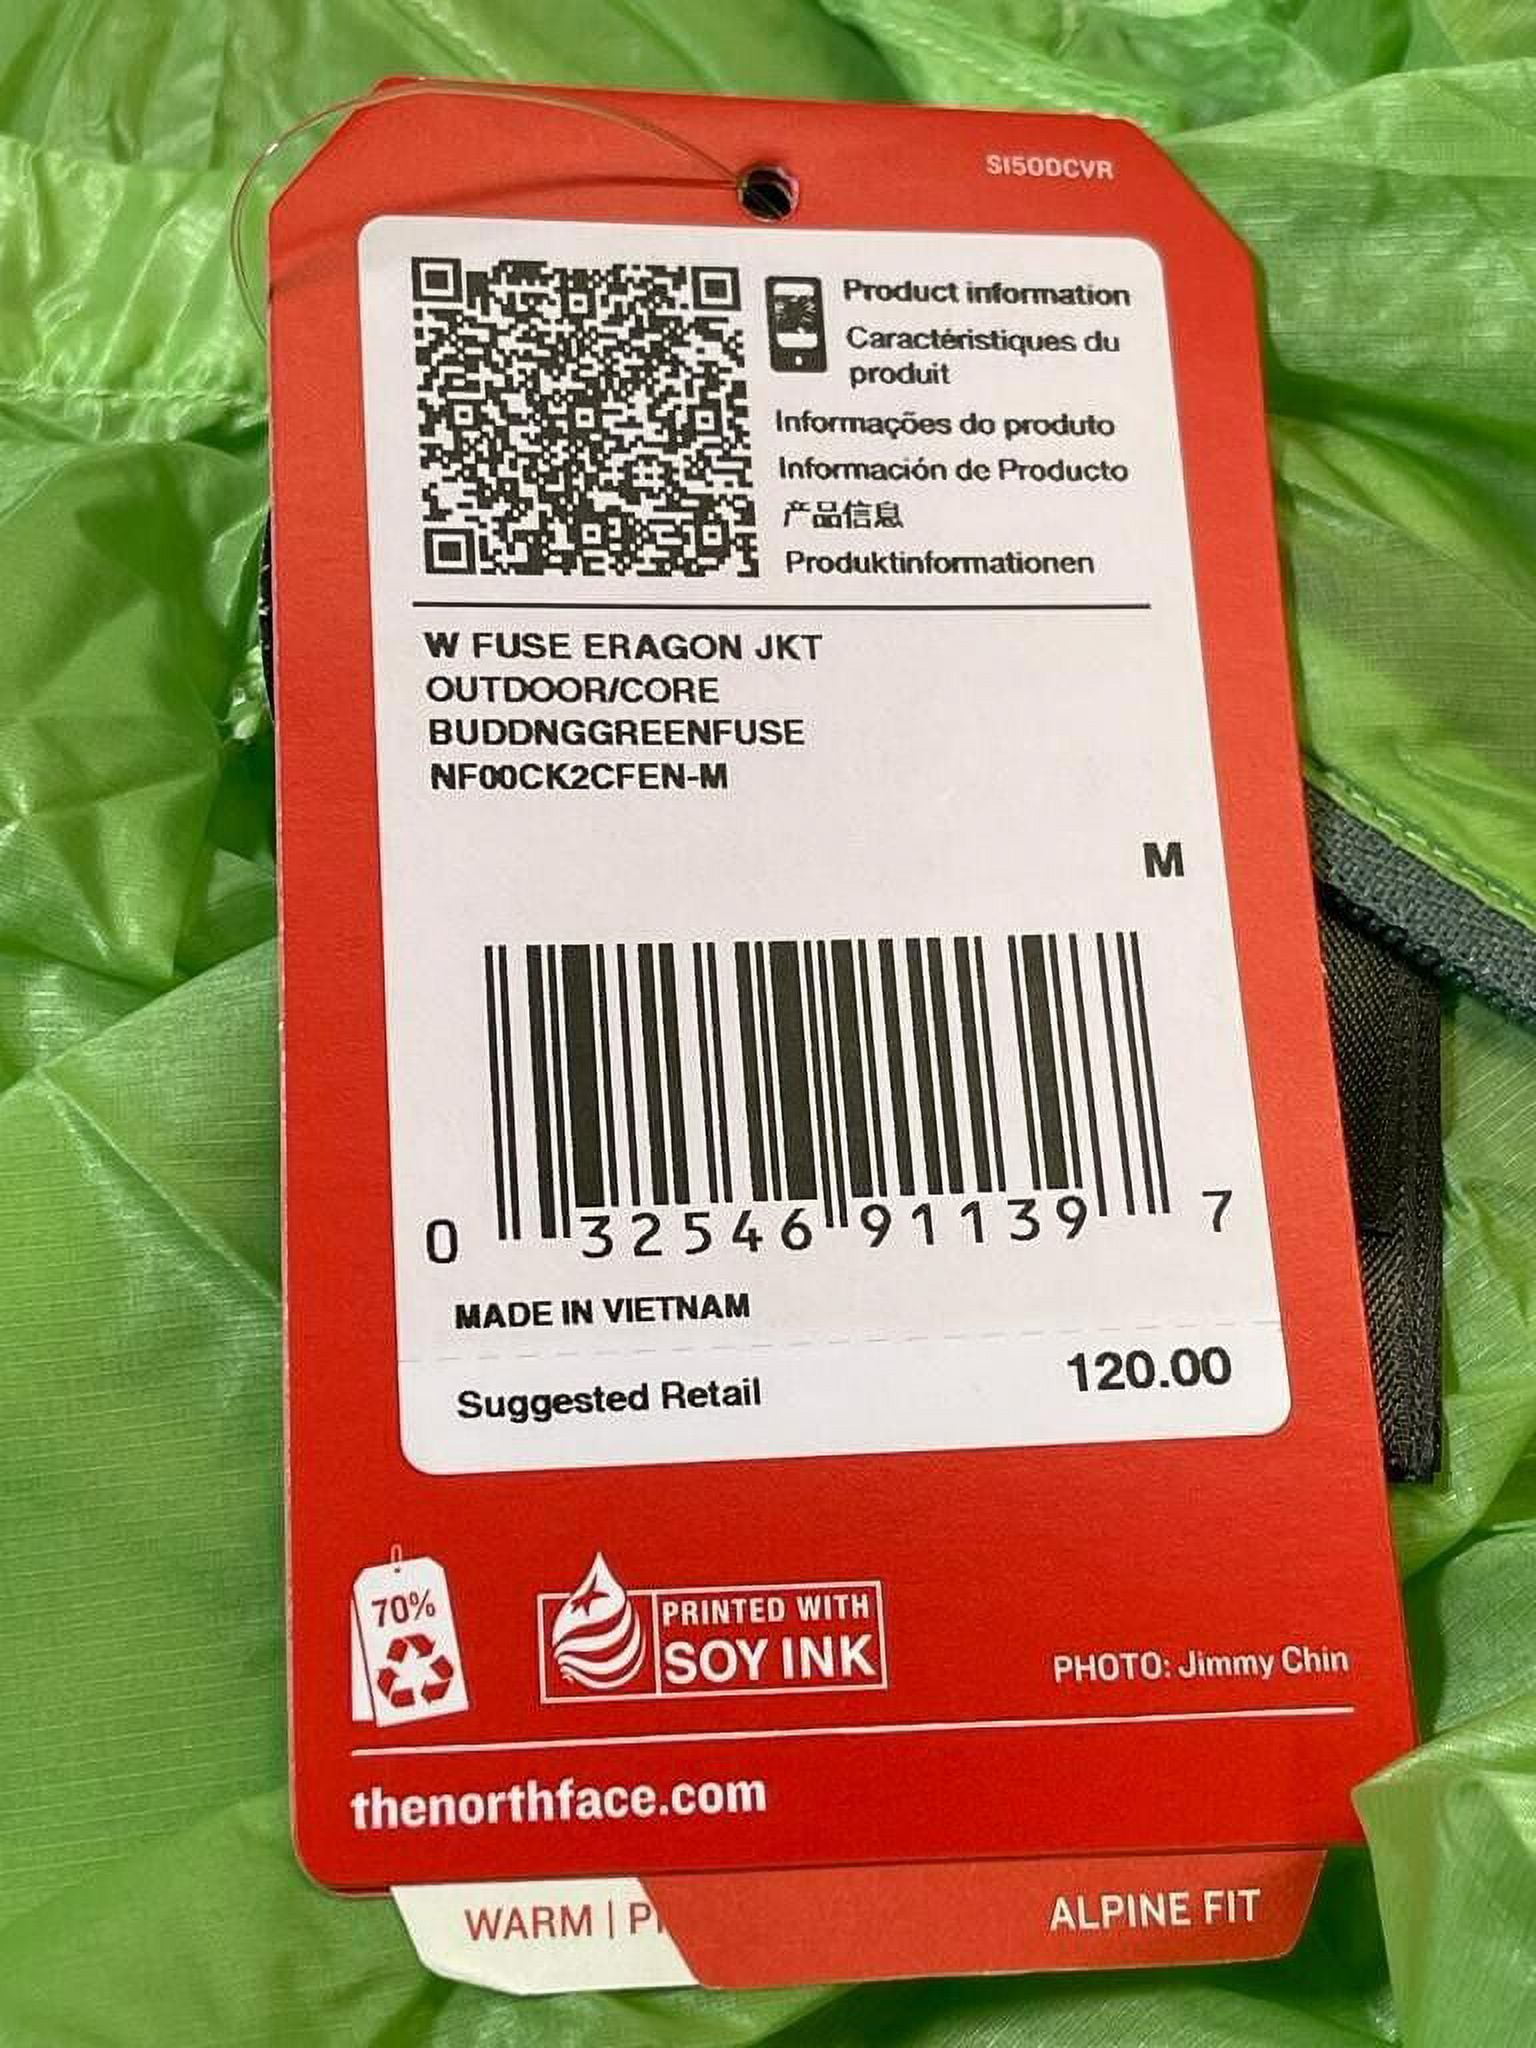 SI50DCVR
Product information
Caractéristiques du
produit
Informações do produto
Información de Producto
产品信息
Produktinformationen
W FUSE ERAGON JKT
OUTDOOR/CORE
BUDDNGGREENFUSE
NF00CK2CFEN-M
M
0 32546 91139 7
MADE IN VIETNAM
Suggested Retail 120.00
70%
PRINTED WITH
SOY INK
PHOTO: Jimmy Chin
thenorthface.com
WARM |
ALPINE FIT